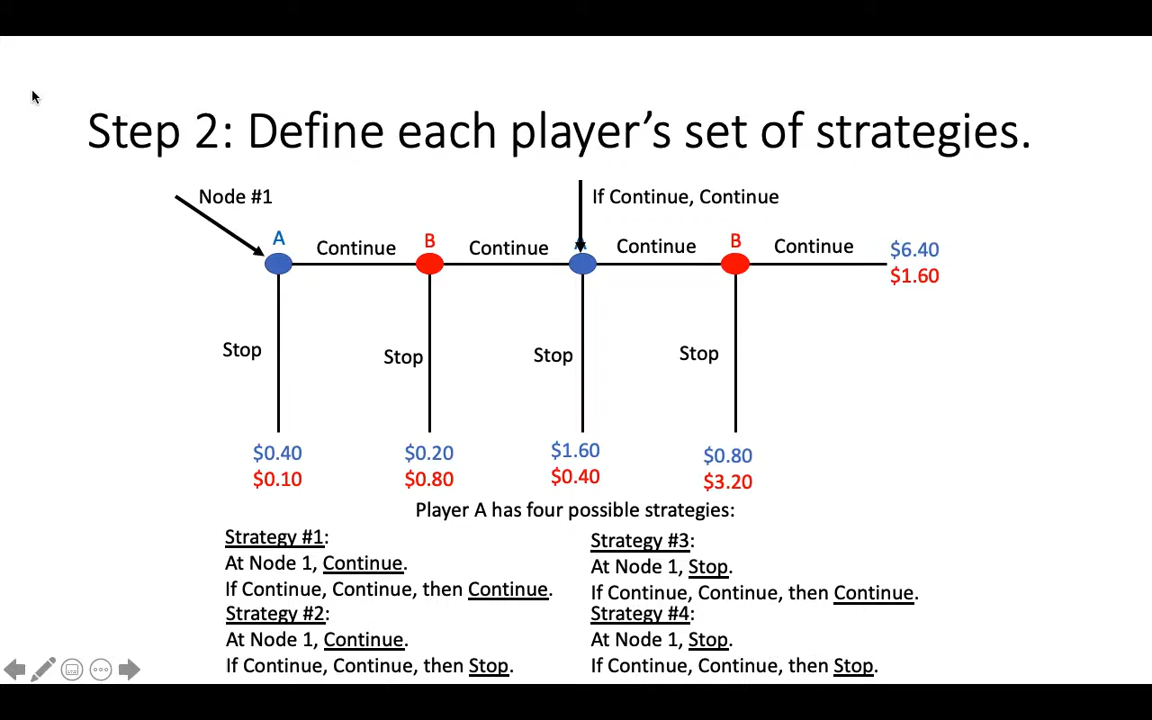 Step 2: Define each player's set of strategies.
Node #1
If Continue, Continue
A
Continue
B
Continue
A
Continue
B
Continue
$6.40
$1.60
Stop
Stop
Stop
Stop
$0.40
$0.10
$0.20
$0.80
$1.60
$0.40
$0.80
$3.20
Player A has four possible strategies:
Strategy #1:
At Node 1, Continue.
If Continue, Continue, then Continue.
Strategy #2:
At Node 1, Continue.
If Continue, Continue, then Stop.
Strategy #3:
At Node 1, Stop.
If Continue, Continue, then Continue.
Strategy #4:
At Node 1, Stop.
If Continue, Continue, then Stop.